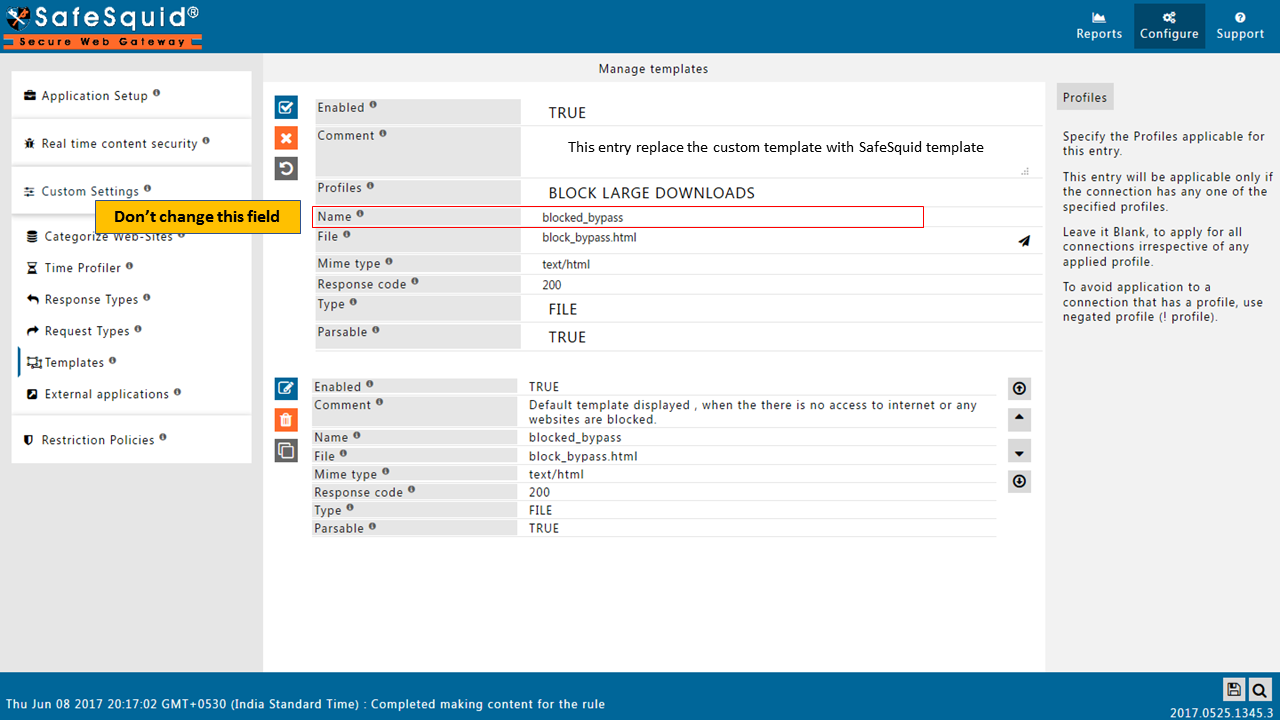 SafeSquid®
Secure Web Gateway
Reports
Configure
Support
Application Setup
Real time content security
Custom Settings
Don't change this field
Categorize Web-Sites
Time Profiler
Response Types
Request Types
Templates
External applications
Restriction Policies
Manage templates
Enabled TRUE
Comment This entry replace the custom template with SafeSquid template
Profiles BLOCK LARGE DOWNLOADS
Name blocked_bypass
File block_bypass.html
Mime type text/html
Response code 200
Type FILE
Parsable TRUE
Enabled TRUE
Comment Default template displayed , when the there is no access to internet or any
websites are blocked.
Name blocked_bypass
File block_bypass.html
Mime type text/html
Response code 200
Type FILE
Parsable TRUE
Profiles
Specify the Profiles applicable for
this entry.
This entry will be applicable only if
the connection has any one of the
specified profiles.
Leave it Blank, to apply for all
connections irrespective of any
applied profile.
To avoid application to a
connection that has a profile, use
negated profile (! profile).
Thu Jun 08 2017 20:17:02 GMT+0530 (India Standard Time) : Completed making content for the rule
2017.0525.1345.3